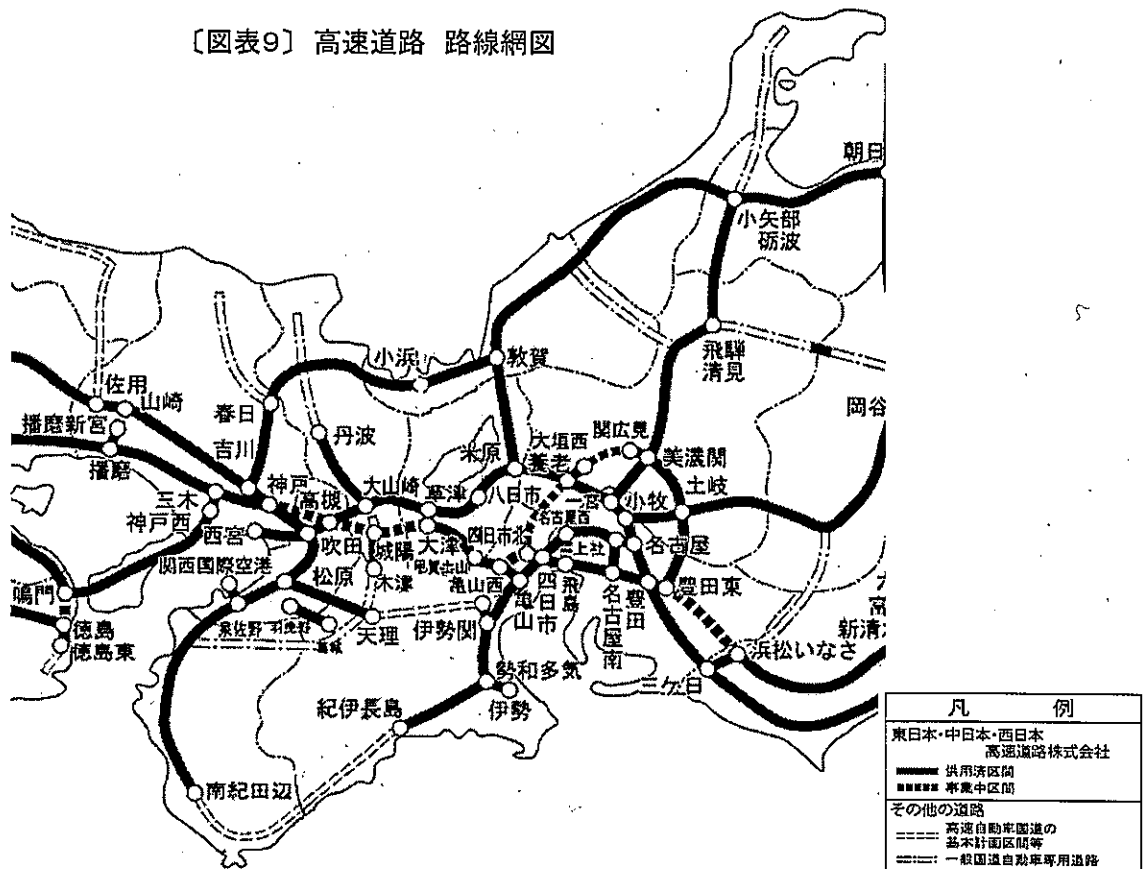 〔図表9〕 高速道路 路線網図
朝日
小矢部
砺波
飛騨
清見
小浜
敦賀
佐用
山崎
播磨新宮
春日
岡谷
吉川
丹波
米原
大垣西
関広見
養老
美濃関
播磨
神戸
高槻
大山崎
草津
八日市
一宮
小牧
土岐
三木
神戸西
西宮
吹田
城陽
大津
四日市北
名古屋西
上社
名古屋
関西国際空港
松原
木津
甲賀土山
亀山西
亀山
四日市
飛島
名古屋南
豊田
豊田東
鳴門
徳島
徳島東
泉佐野
羽曳野
葛城
天理
伊勢関
新清水
浜松いなさ
三ケ日
勢和多気
伊勢
紀伊長島
南紀田辺
凡 例
東日本・中日本・西日本
高速道路株式会社
供用済区間
事業中区間
その他の道路
高速自動車国道の
基本計画区間等
一般国道自動車専用道路